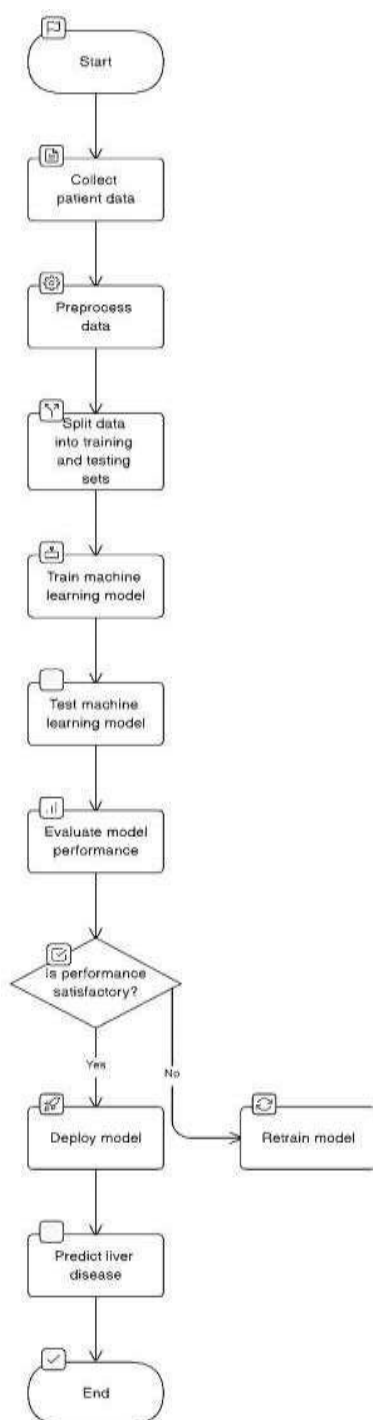 Start
Collect
patient data
Preprocess
data
Split data
into training
and testing
sets
Train machine
learning model
Test machine
learning model
Evaluate model
performance
Is performance
satisfactory?
Yes
No
Deploy model
Retrain model
Predict liver
disease
End